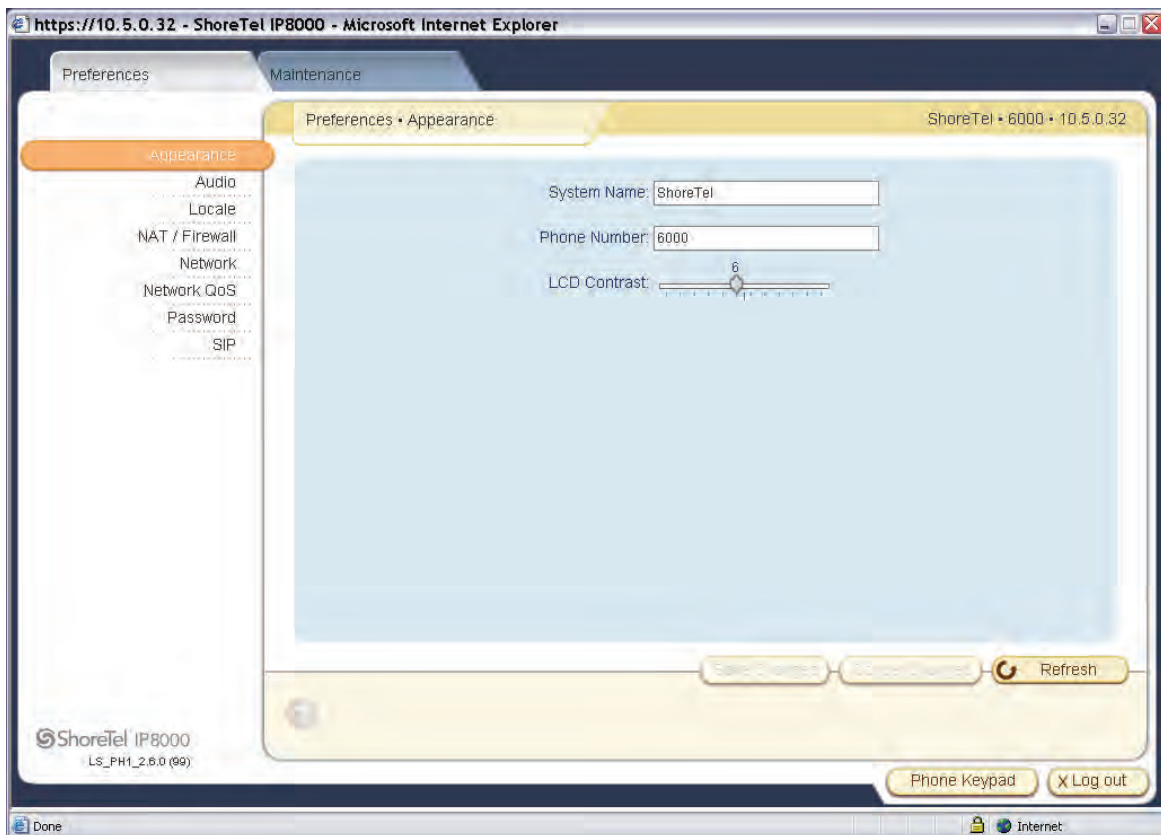 https://10.5.0.32 - ShoreTel IP8000 - Microsoft Internet Explorer
Preferences
Maintenance
Preferences • Appearance
ShoreTel • 6000 • 10.5.0.32
Appearance
Audio
Locale
NAT / Firewall
Network
Network QoS
Password
SIP
System Name: ShoreTel
Phone Number: 6000
6
LCD Contrast:
Refresh
ShoreTel IP8000
LS_PH1_2.6.0 (99)
Phone Keypad
X Log out
Done
Internet